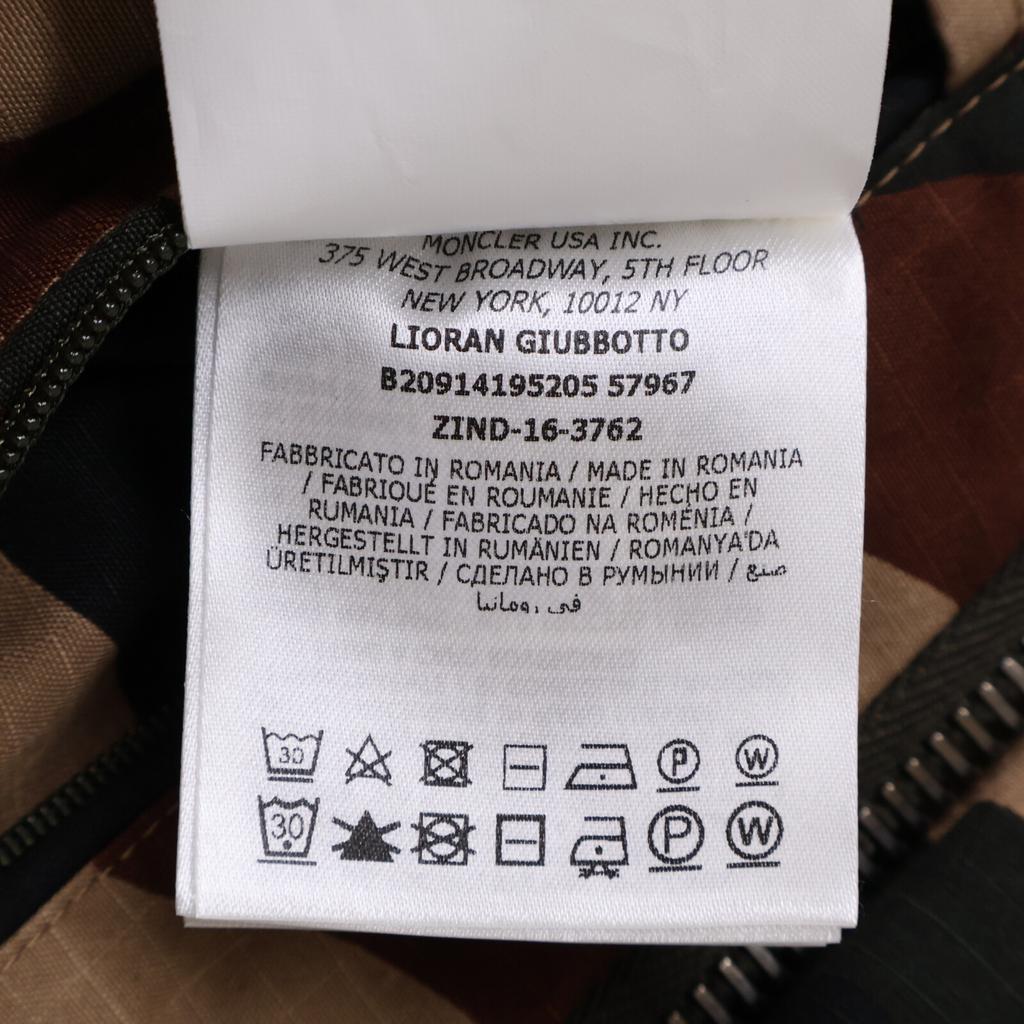 MONCLER USA INC.
375 WEST BROADWAY, 5TH FLOOR
NEW YORK, 10012 NY
LIORAN GIUBBOTTO
B20914195205 57967
ZIND-16-3762
FABBRICATO IN ROMANIA / MADE IN ROMANIA
/ FABRIQUÉ EN ROUMANIE / HECHO EN
RUMANIA / FABRICADO NA ROMÉNIA /
HERGESTELLT IN RUMÄNIEN / ROMANYA'DA
ÜRETILMIŞTIR / СДЕЛАНО В РУМЫНИИ / صنع
في رومانيا
30 P W
30 P W